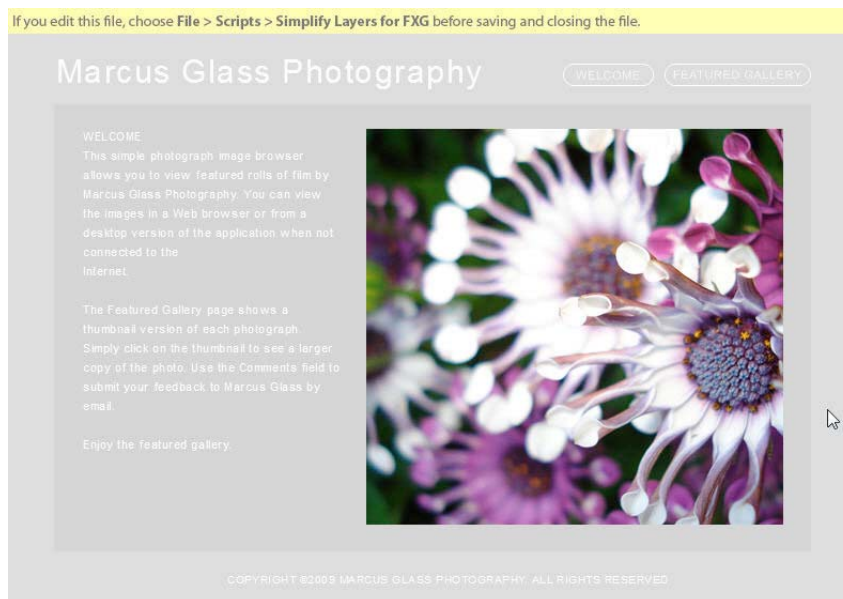 If you edit this file, choose File > Scripts > Simplify Layers for FXG before saving and closing the file.
Marcus Glass Photography
WELCOME
FEATURED GALLERY
WELCOME
This simple photograph image browser
allows you to view featured rolls of film by
Marcus Glass Photography. You can view
the images in a Web browser or from a
desktop version of the application when not
connected to the
Internet.
The Featured Gallery page shows a
thumbnail version of each photograph.
Simply click on the thumbnail to see a larger
copy of the photo. Use the Comments field to
submit your feedback to Marcus Glass by
email.
Enjoy the featured gallery.
COPYRIGHT ©2009 MARCUS GLASS PHOTOGRAPHY. ALL RIGHTS RESERVED